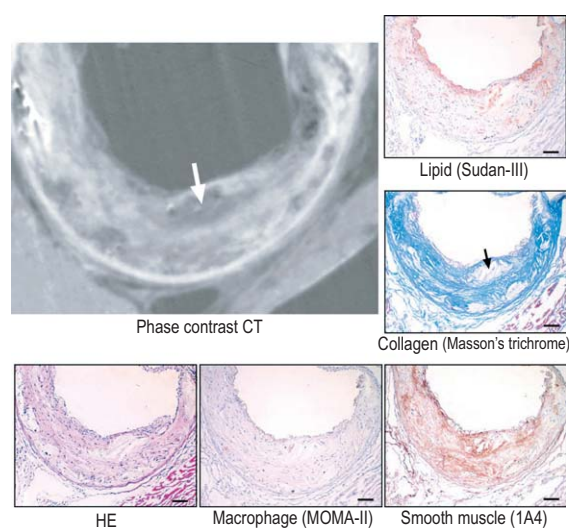 Lipid (Sudan-III)
Phase contrast CT
Collagen (Masson's trichrome)
HE
Macrophage (MOMA-II)
Smooth muscle (1A4)